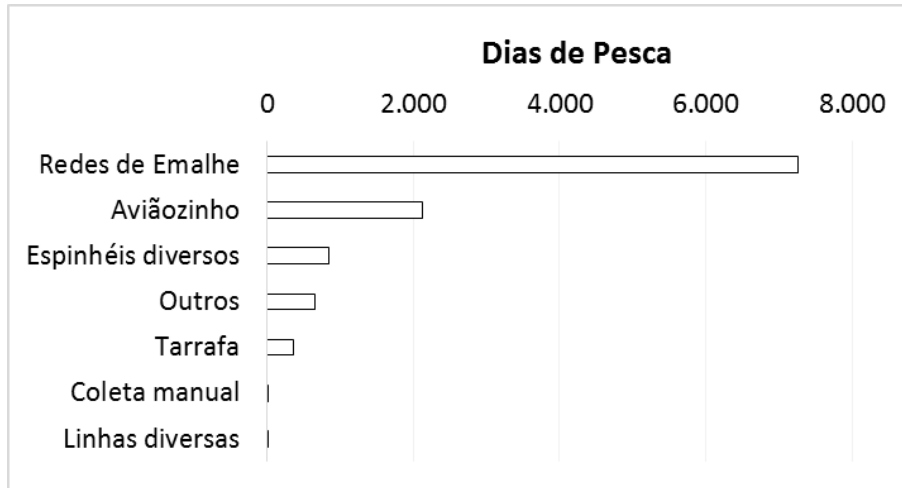 Dias de Pesca
0 2.000 4.000 6.000 8.000
Redes de Emalhe
Aviãozinho
Espinhéis diversos
Outros
Tarrafa
Coleta manual
Linhas diversas